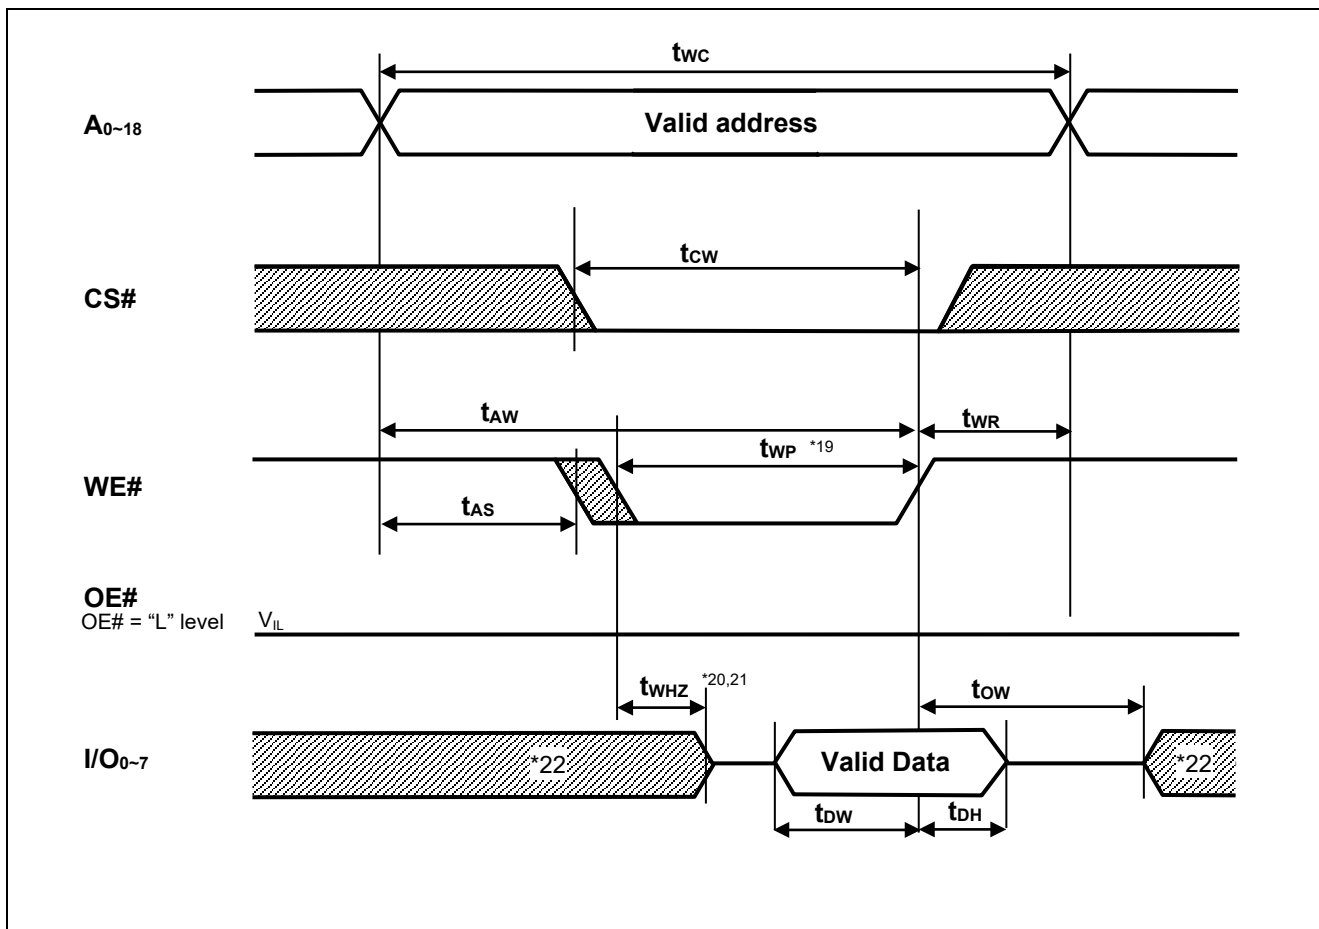 tWC
A0~18
Valid address
tCW
CS#
tAW
tWR
tWP *19
WE#
tAS
OE#
OE# = “L” level VIL
tWHZ *20,21
tOW
I/O0~7
*22
Valid Data
*22
tDW
tDH